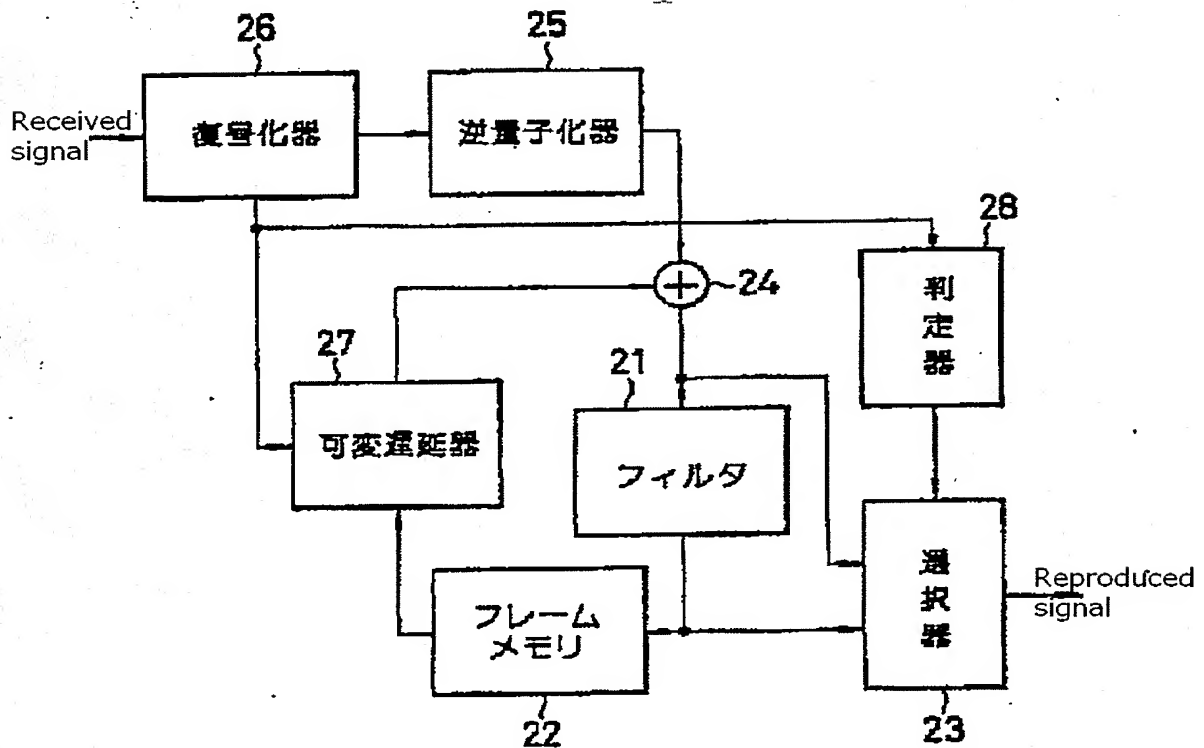 26
25
Received
signal
復号化器
逆量子化器
28
24
判
定
器
27
21
可変遅延器
フィルタ
選
択
器
Reproduced
signal
フレーム
メモリ
22
23